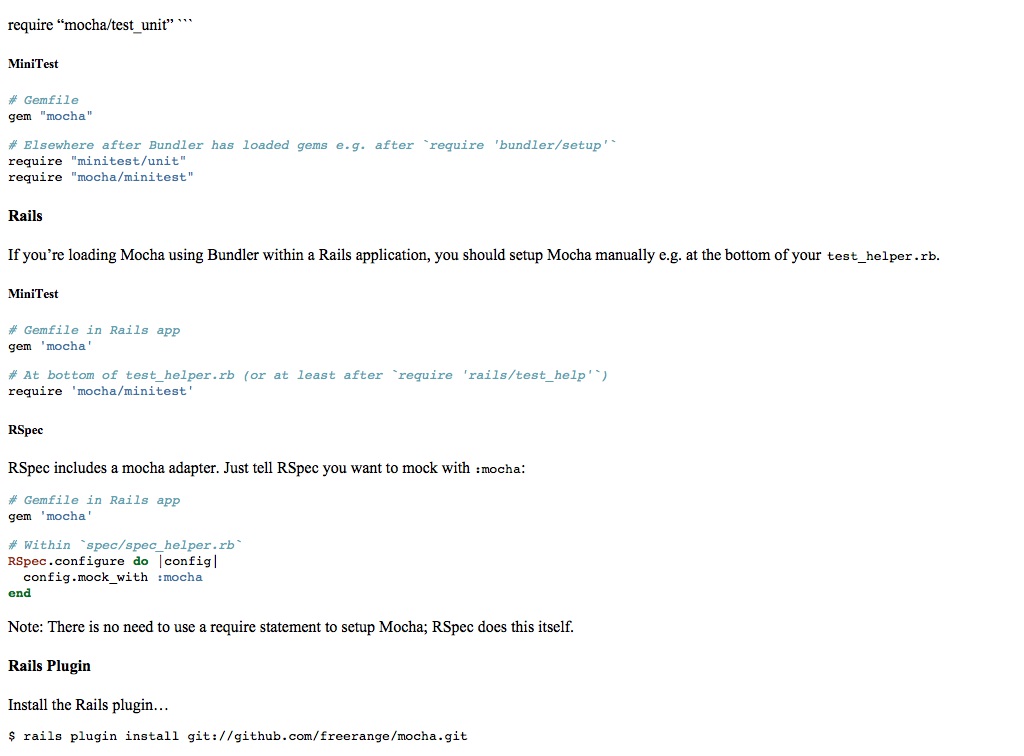 require “mocha/test_unit” ```
MiniTest
# Gemfile
gem "mocha"
# Elsewhere after Bundler has loaded gems e.g. after `require 'bundler/setup'`
require "minitest/unit"
require "mocha/minitest"
Rails
If you’re loading Mocha using Bundler within a Rails application, you should setup Mocha manually e.g. at the bottom of your test_helper.rb.
MiniTest
# Gemfile in Rails app
gem 'mocha'
# At bottom of test_helper.rb (or at least after `require 'rails/test_help'`)
require 'mocha/minitest'
RSpec
RSpec includes a mocha adapter. Just tell RSpec you want to mock with :mocha:
# Gemfile in Rails app
gem 'mocha'
# Within `spec/spec_helper.rb`
RSpec.configure do |config|
  config.mock_with :mocha
end
Note: There is no need to use a require statement to setup Mocha; RSpec does this itself.
Rails Plugin
Install the Rails plugin…
$ rails plugin install git://github.com/freerange/mocha.git